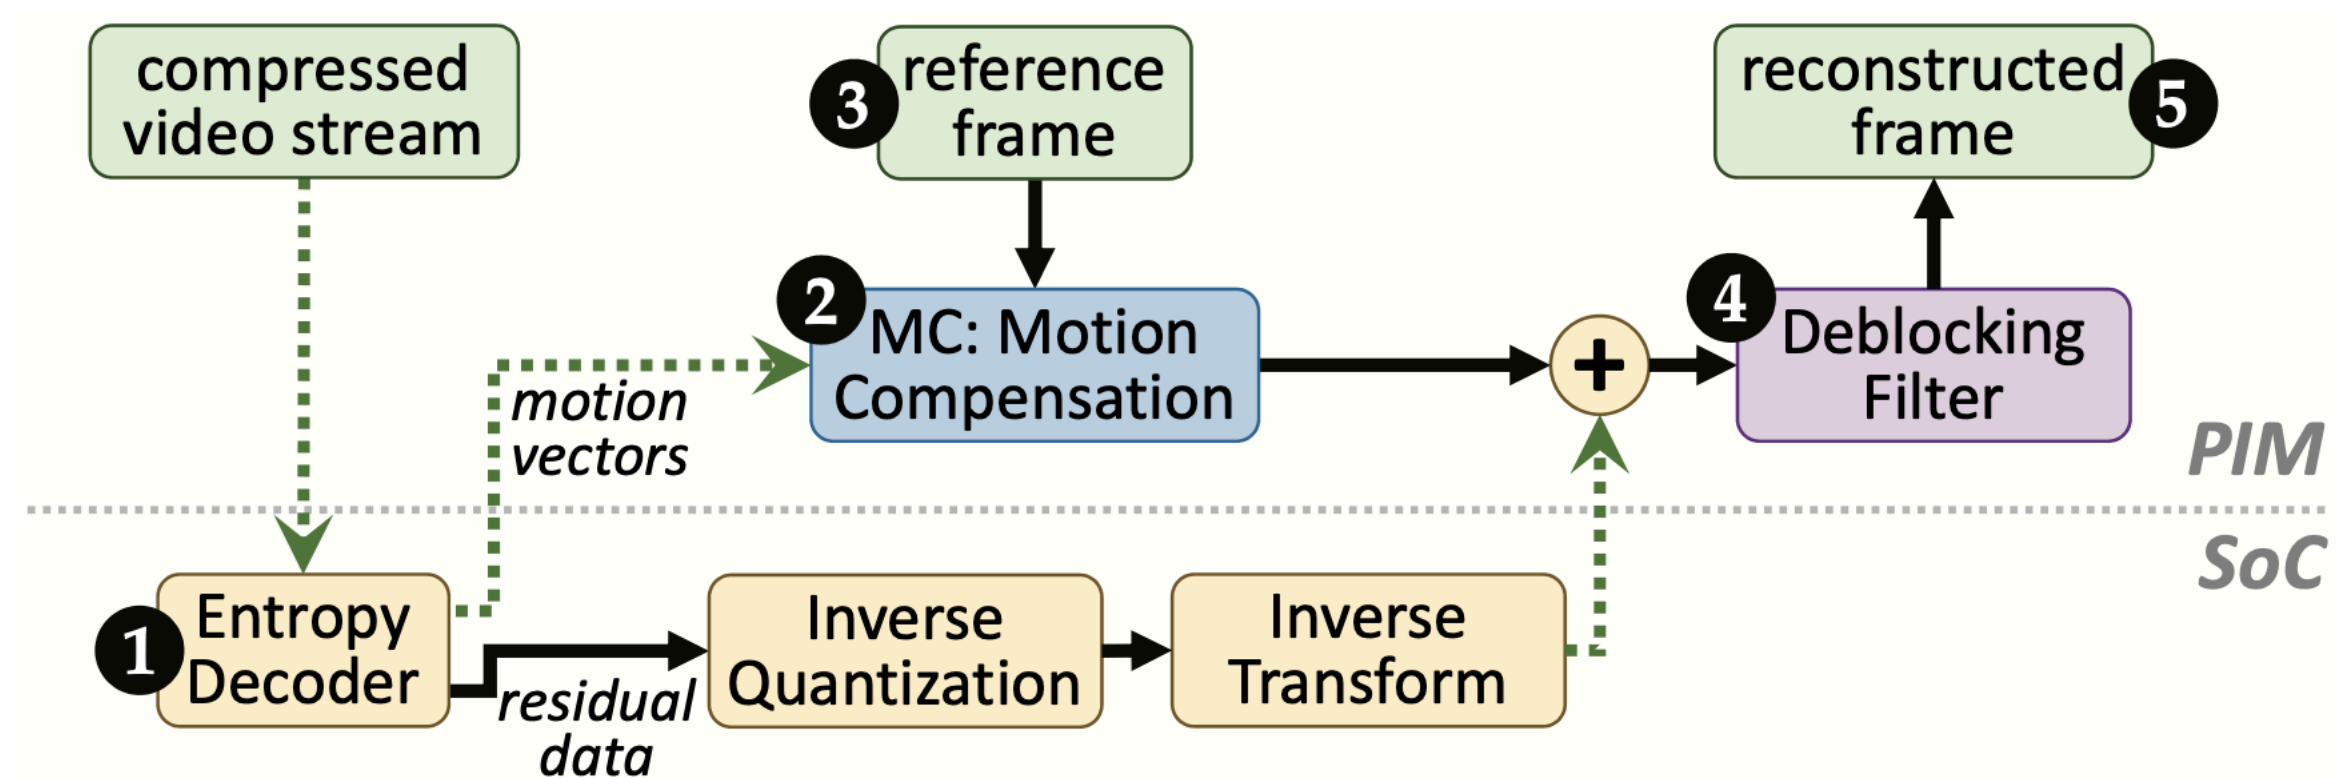 compressed
video stream
3
reference
frame
reconstructed
frame
5
2
MC: Motion
Compensation
+
4
Deblocking
Filter
motion
vectors
PIM
SoC
1
Entropy
Decoder
residual
data
Inverse
Quantization
Inverse
Transform